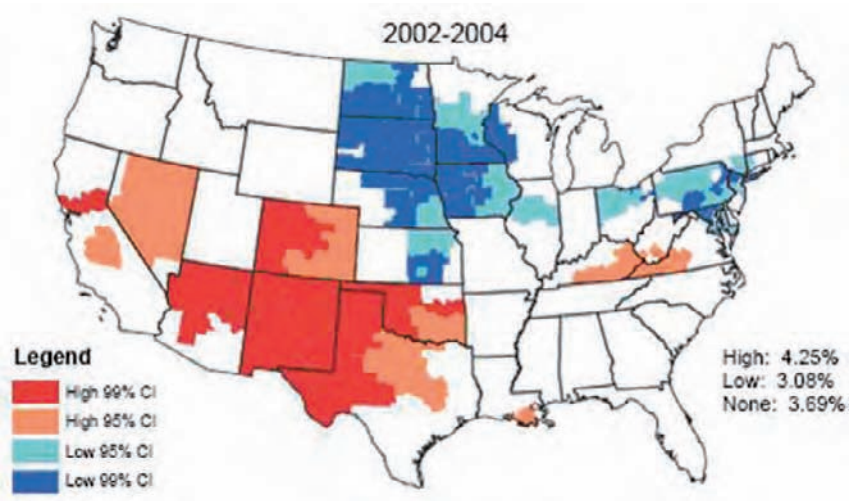 2002-2004
Legend
High 99% CI
High 95% CI
Low 95% CI
Low 99% CI
High: 4.25%
Low: 3.08%
None: 3.69%